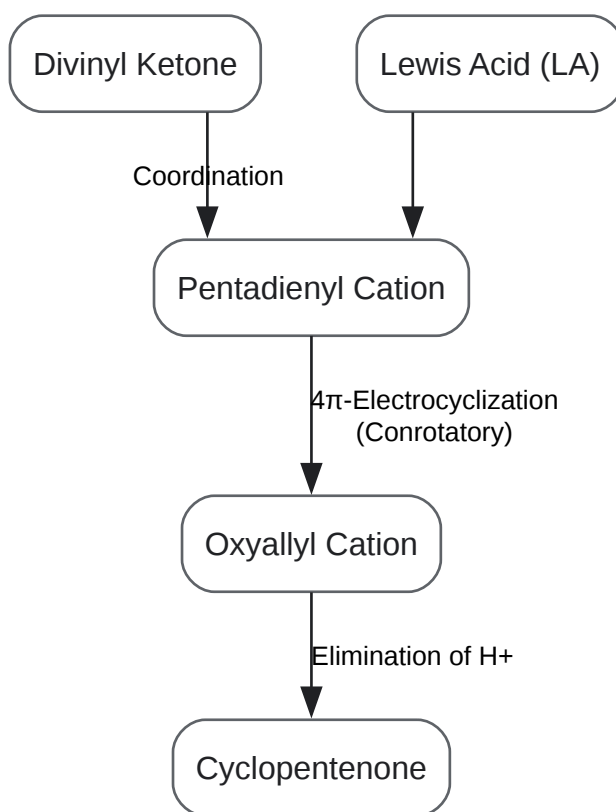 Divinyl Ketone
Lewis Acid (LA)
Coordination
Pentadienyl Cation
4π-Electrocyclization
(Conrotatory)
Oxyallyl Cation
Elimination of H+
Cyclopentenone